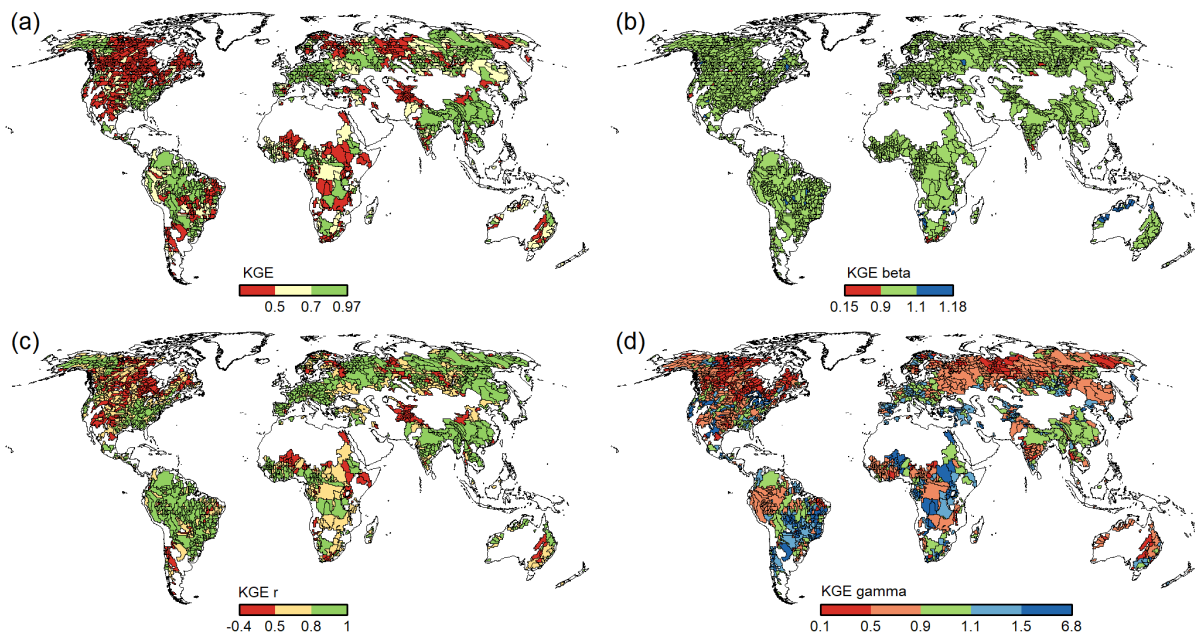 (a)
(b)
KGE
0.5 0.7 0.97
KGE beta
0.15 0.9 1.1 1.18
(c)
(d)
KGE r
-0.4 0.5 0.8 1
KGE gamma
0.1 0.5 0.9 1.1 1.5 6.8